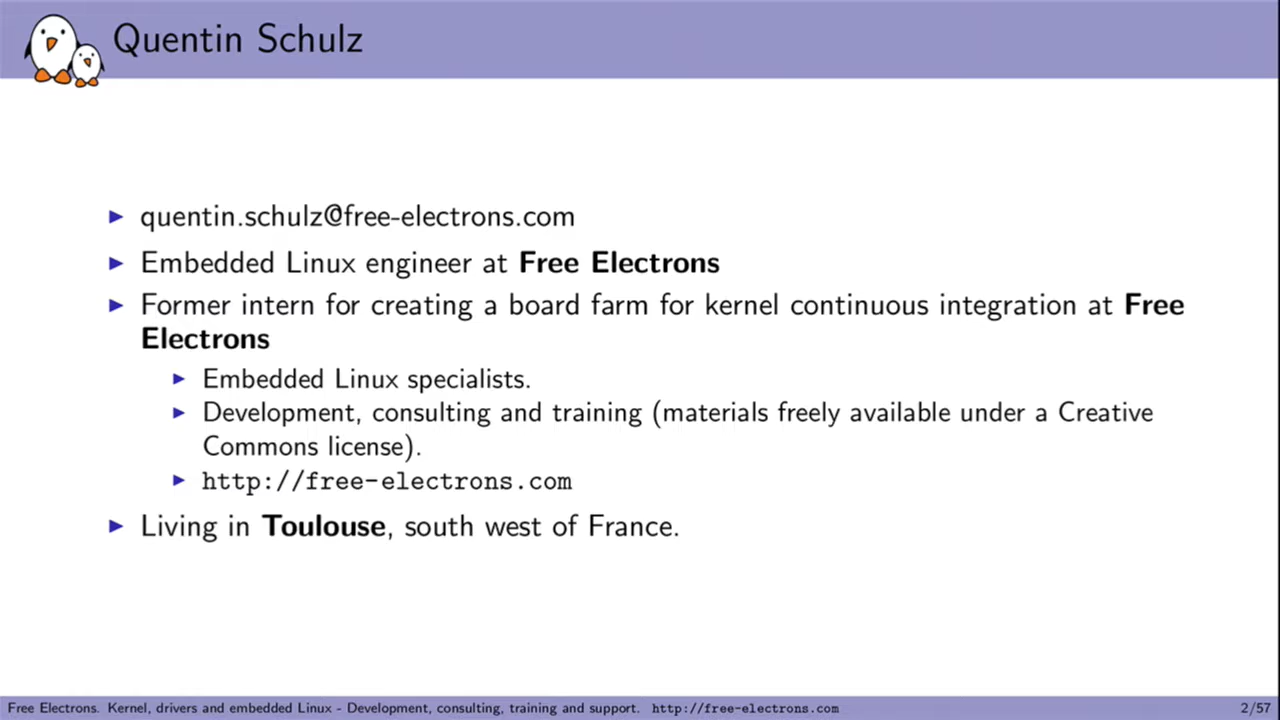 Quentin Schulz
▶ quentin.schulz@free-electrons.com
▶ Embedded Linux engineer at Free Electrons
▶ Former intern for creating a board farm for kernel continuous integration at Free
Electrons
▶ Embedded Linux specialists.
▶ Development, consulting and training (materials freely available under a Creative
Commons license).
▶ http://free-electrons.com
▶ Living in Toulouse, south west of France.
Free Electrons. Kernel, drivers and embedded Linux - Development, consulting, training and support. http://free-electrons.com 2/57